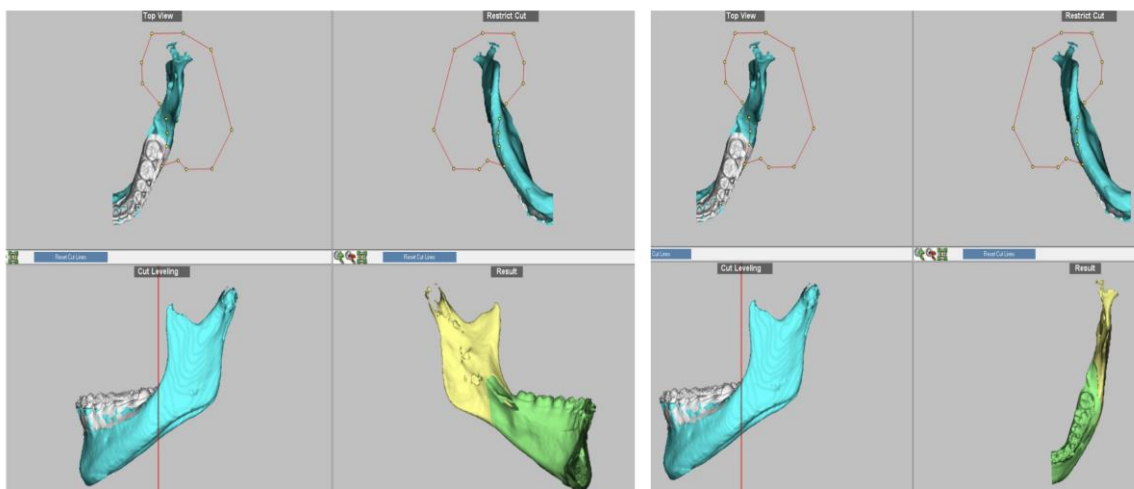 Top View
Restrict Cut
Reset Cut Lines
Reset Cut Lines
Cut Leveling
Result
Top View
Restrict Cut
Cut Lines
Reset Cut Lines
Cut Leveling
Result